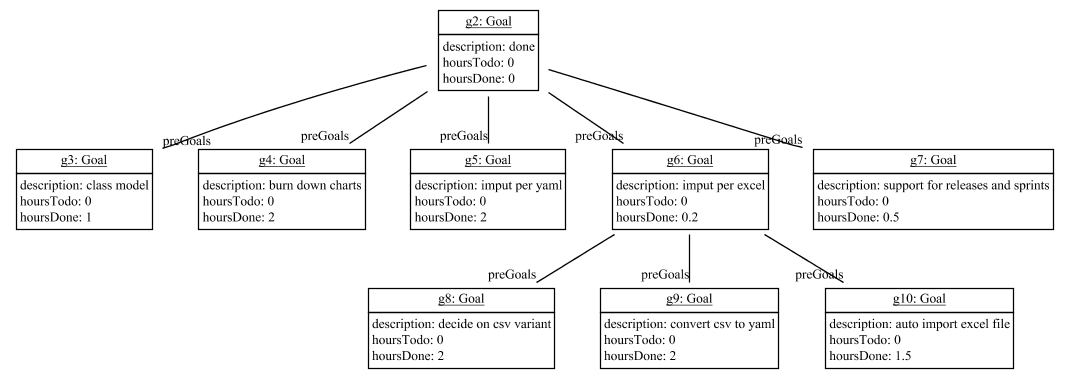 g2: Goal
description: done
hoursTodo: 0
hoursDone: 0
preGoals
preGoals
preGoals
preGoals
preGoals
g3: Goal
description: class model
hoursTodo: 0
hoursDone: 1
g4: Goal
description: burn down charts
hoursTodo: 0
hoursDone: 2
g5: Goal
description: imput per yaml
hoursTodo: 0
hoursDone: 2
g6: Goal
description: imput per excel
hoursTodo: 0
hoursDone: 0.2
g7: Goal
description: support for releases and sprints
hoursTodo: 0
hoursDone: 0.5
preGoals
preGoals
preGoals
g8: Goal
description: decide on csv variant
hoursTodo: 0
hoursDone: 2
g9: Goal
description: convert csv to yaml
hoursTodo: 0
hoursDone: 2
g10: Goal
description: auto import excel file
hoursTodo: 0
hoursDone: 1.5